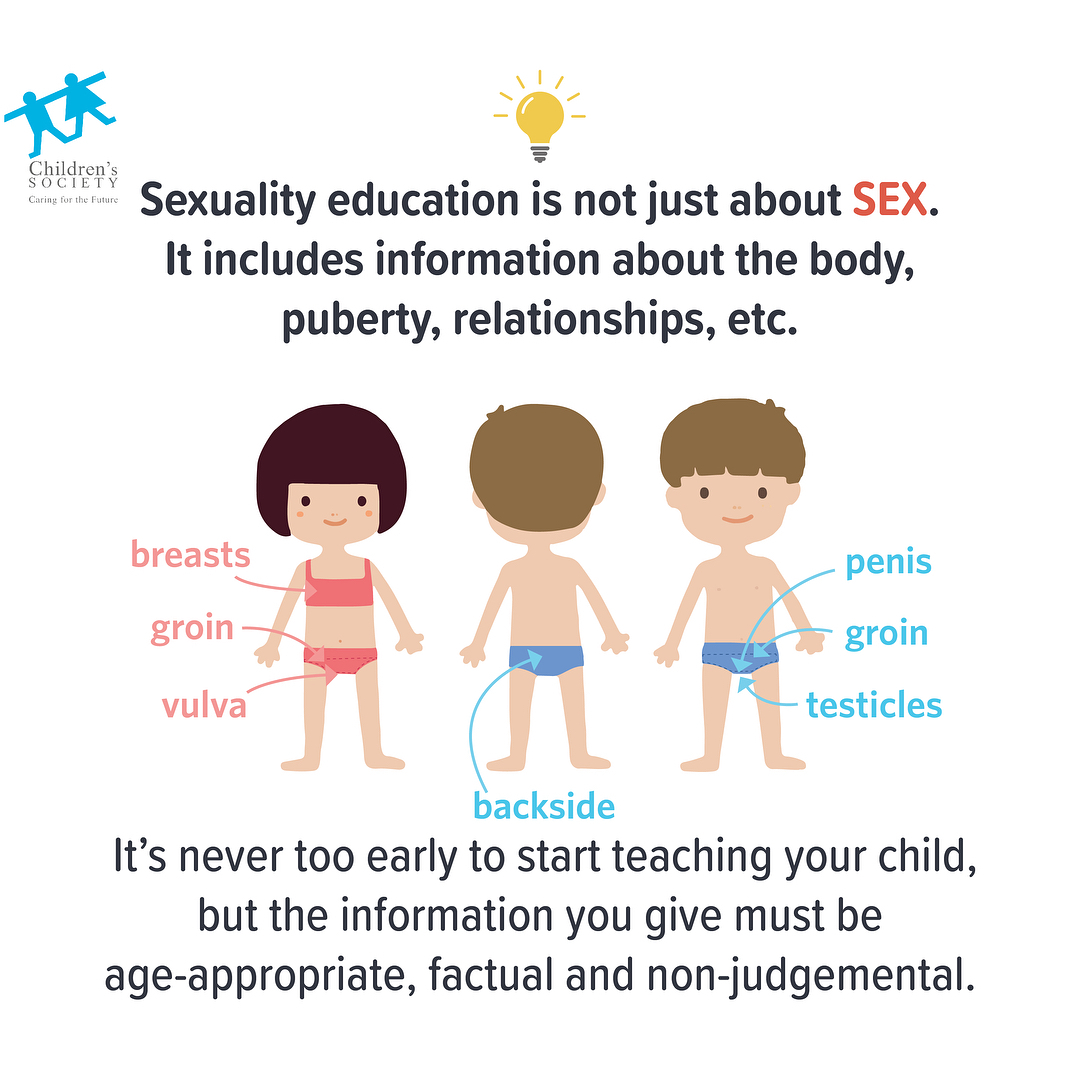 Children's
SOCIETY
Caring for the Future
Sexuality education is not just about SEX.
It includes information about the body,
puberty, relationships, etc.
breasts
groin
vulva
penis
groin
testicles
backside
It’s never too early to start teaching your child,
but the information you give must be
age-appropriate, factual and non-judgemental.